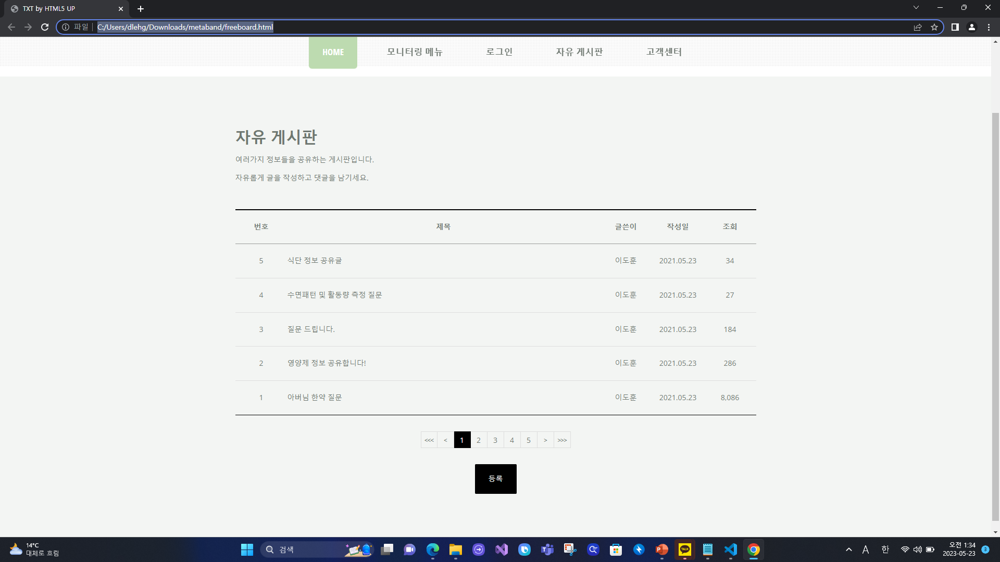 TXT by HTML5 UP
파일 C:/Users/dlehg/Downloads/metaband/freeboard.html
HOME 모니터링 메뉴 로그인 자유 게시판 고객센터
자유 게시판
여러가지 정보들을 공유하는 게시판입니다.
자유롭게 글을 작성하고 댓글을 남기세요.
번호 제목 글쓴이 작성일 조회
5 식단 정보 공유글 이도훈 2021.05.23 34
4 수면패턴 및 활동량 측정 질문 이도훈 2021.05.23 27
3 질문 드립니다. 이도훈 2021.05.23 184
2 영양제 정보 공유합니다! 이도훈 2021.05.23 286
1 아버님 한약 질문 이도훈 2021.05.23 8,086
<<< < 1 2 3 4 5 > >>>
등록
14°C
대체로 흐림
검색
TALK
A 한
오전 1:34
2023-05-23
3